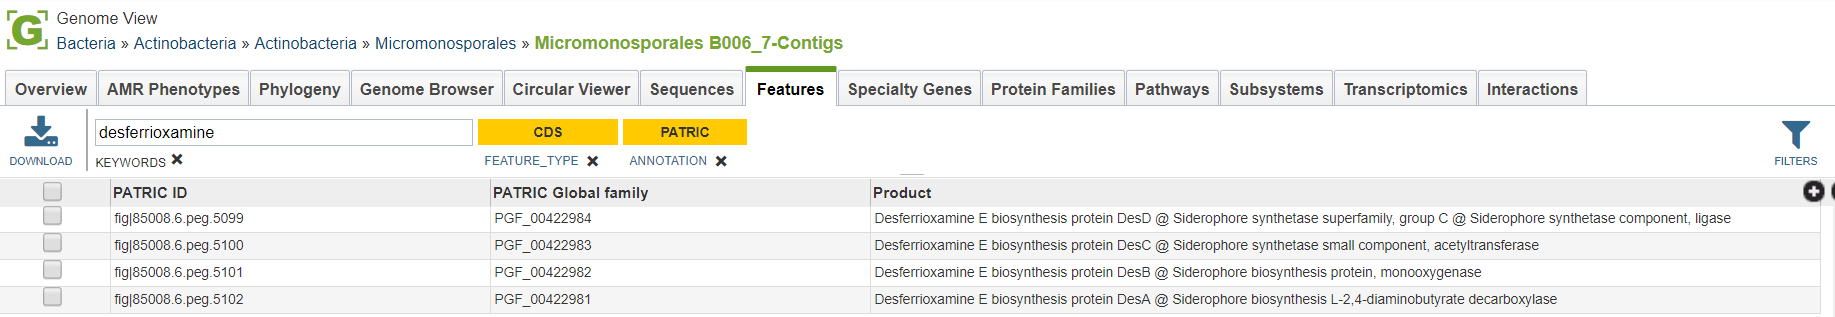 G
Genome View
Bacteria » Actinobacteria » Actinobacteria » Micromonosporales » Micromonosporales B006_7-Contigs
Overview AMR Phenotypes Phylogeny Genome Browser Circular Viewer Sequences Features Specialty Genes Protein Families Pathways Subsystems Transcriptomics Interactions
desferrioxamine CDS PATRIC
DOWNLOAD KEYWORDS ✖ FEATURE_TYPE ✖ ANNOTATION ✖ FILTERS
PATRIC ID PATRIC Global family Product
fig|85008.6.peg.5099 PGF_00422984 Desferrioxamine E biosynthesis protein DesD @ Siderophore synthetase superfamily, group C @ Siderophore synthetase component, ligase
fig|85008.6.peg.5100 PGF_00422983 Desferrioxamine E biosynthesis protein DesC @ Siderophore synthetase small component, acetyltransferase
fig|85008.6.peg.5101 PGF_00422982 Desferrioxamine E biosynthesis protein DesB @ Siderophore biosynthesis protein, monooxygenase
fig|85008.6.peg.5102 PGF_00422981 Desferrioxamine E biosynthesis protein DesA @ Siderophore biosynthesis L-2,4-diaminobutyrate decarboxylase